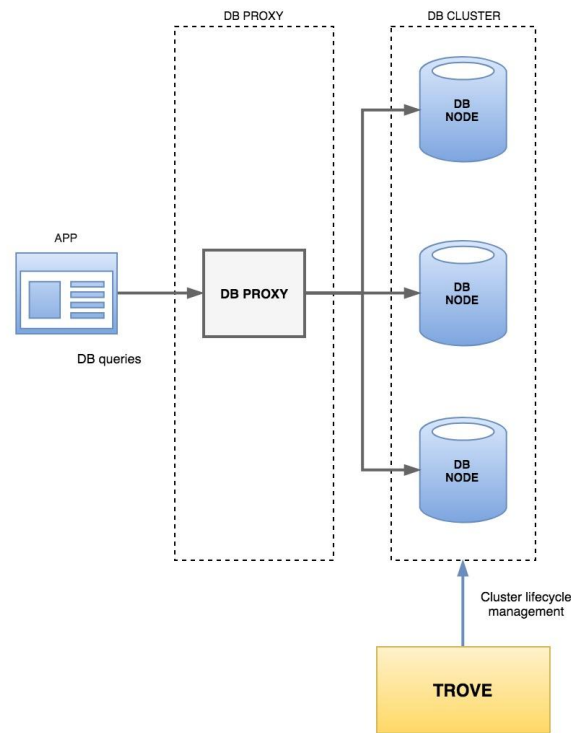 DB PROXY
DB CLUSTER
DB
NODE
APP
DB PROXY
DB
NODE
DB queries
DB
NODE
Cluster lifecycle
management
TROVE